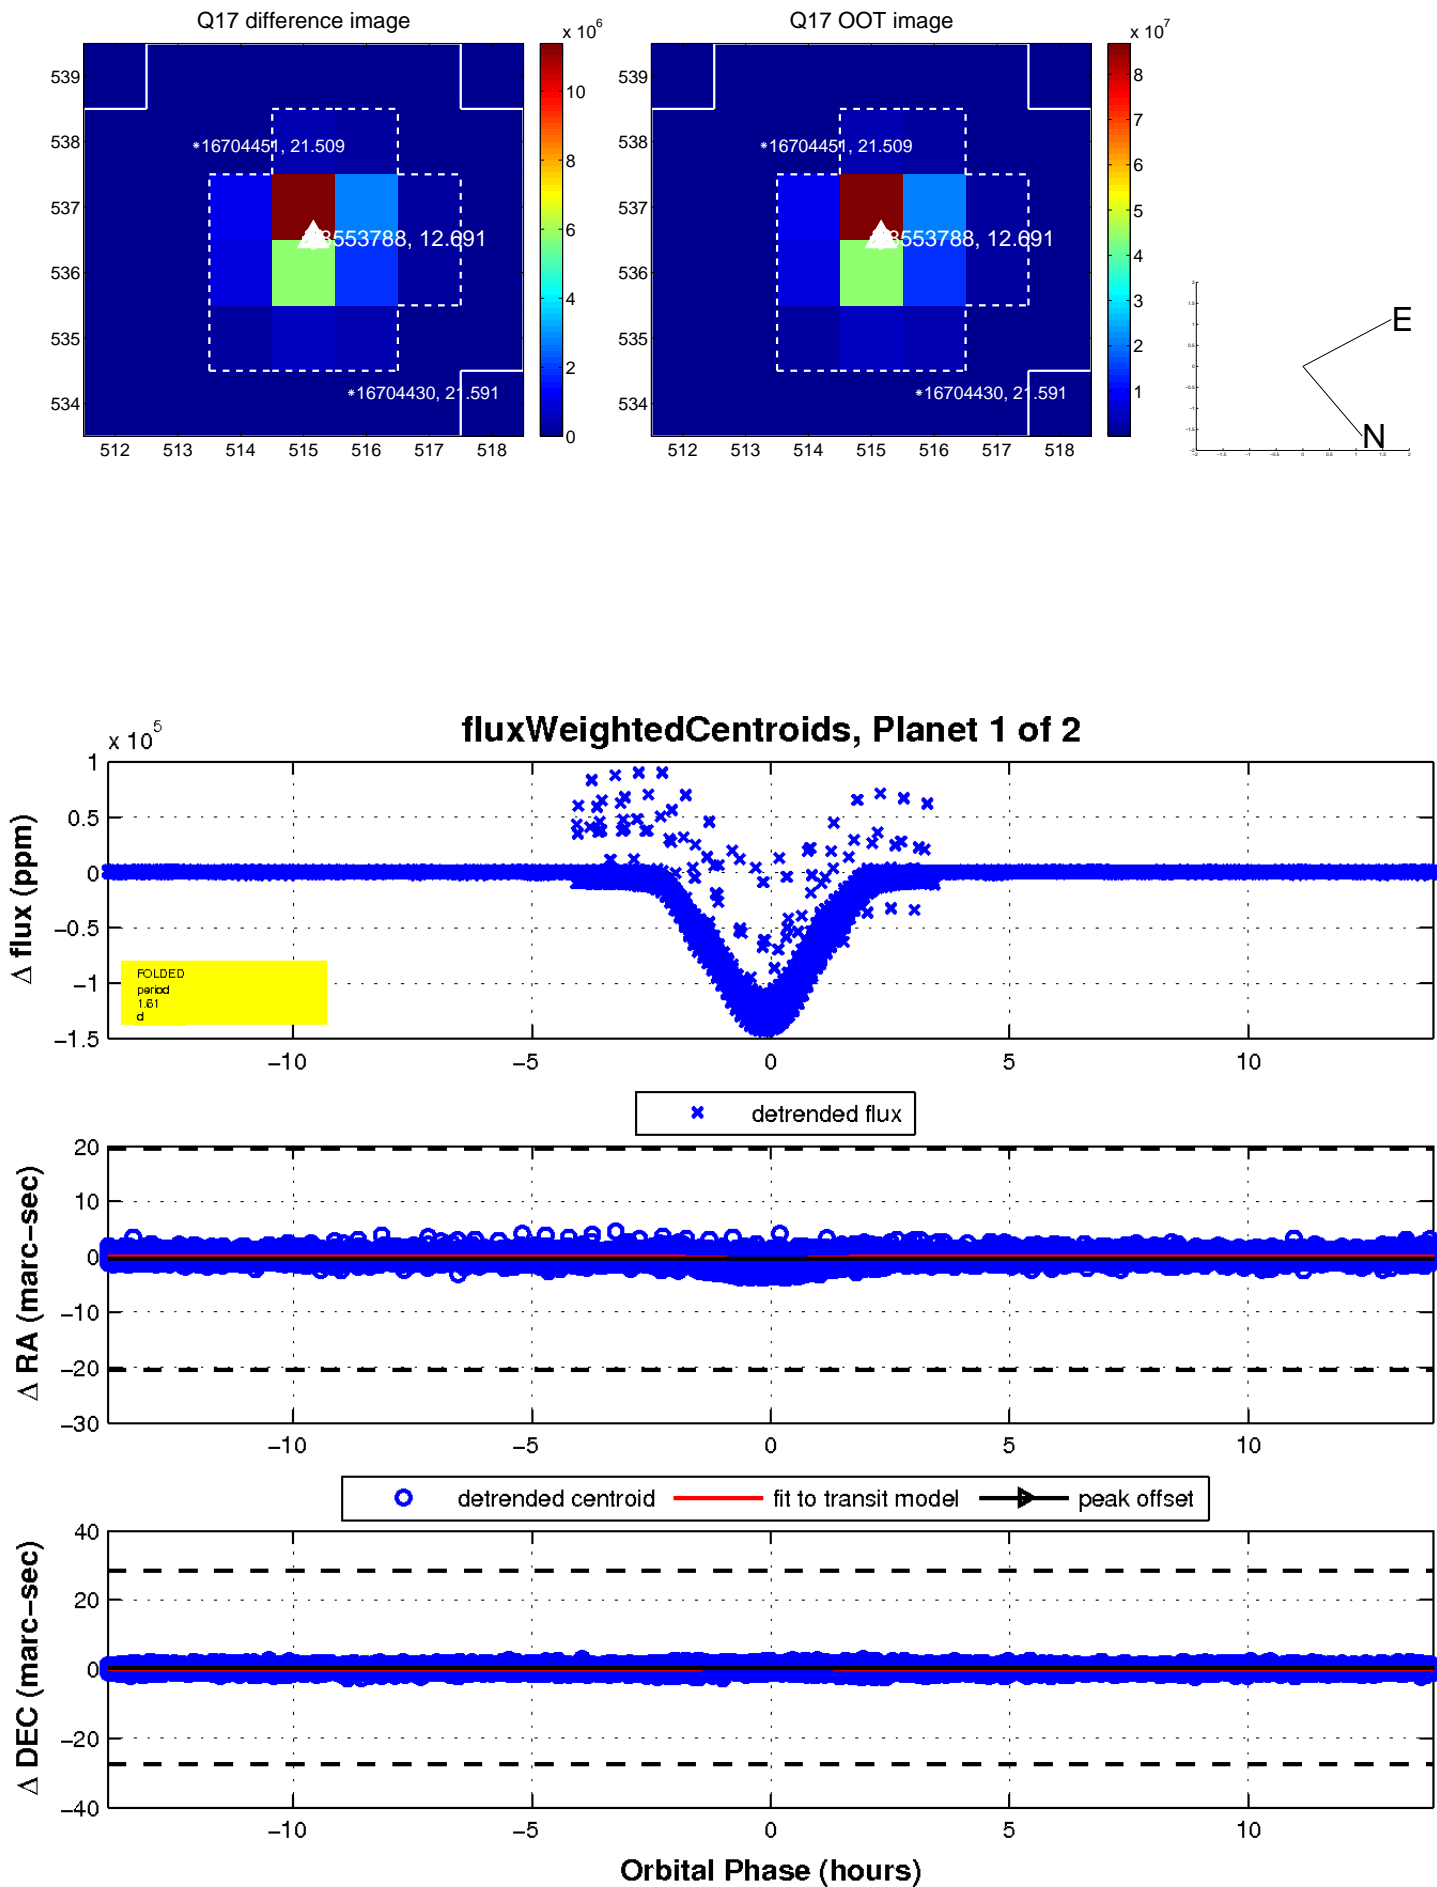 Q17 difference image
Q17 OOT image
x 10^6
x 10^7
539
538
537
536
535
534
512 513 514 515 516 517 518
*16704451, 21.509
8553788, 12.691
*16704430, 21.591
10
8
6
4
2
0
539
538
537
536
535
534
512 513 514 515 516 517 518
*16704451, 21.509
8553788, 12.691
*16704430, 21.591
8
7
6
5
4
3
2
1
E
N
fluxWeightedCentroids, Planet 1 of 2
x 10^5
Δ flux (ppm)
1
0.5
0
−0.5
−1
−1.5
FOLDED
period
1.61
d
−10 −5 0 5 10
detrended flux
Δ RA (marc−sec)
20
10
0
−10
−20
−30
−10 −5 0 5 10
detrended centroid fit to transit model peak offset
Δ DEC (marc−sec)
40
20
0
−20
−40
−10 −5 0 5 10
Orbital Phase (hours)